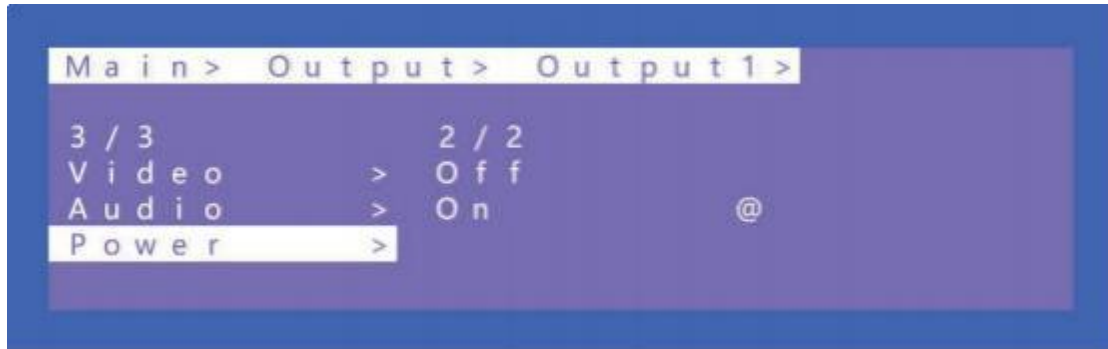 Main> Output> Output1>
3/3 2/2
Video > Off
Audio > On @
Power >